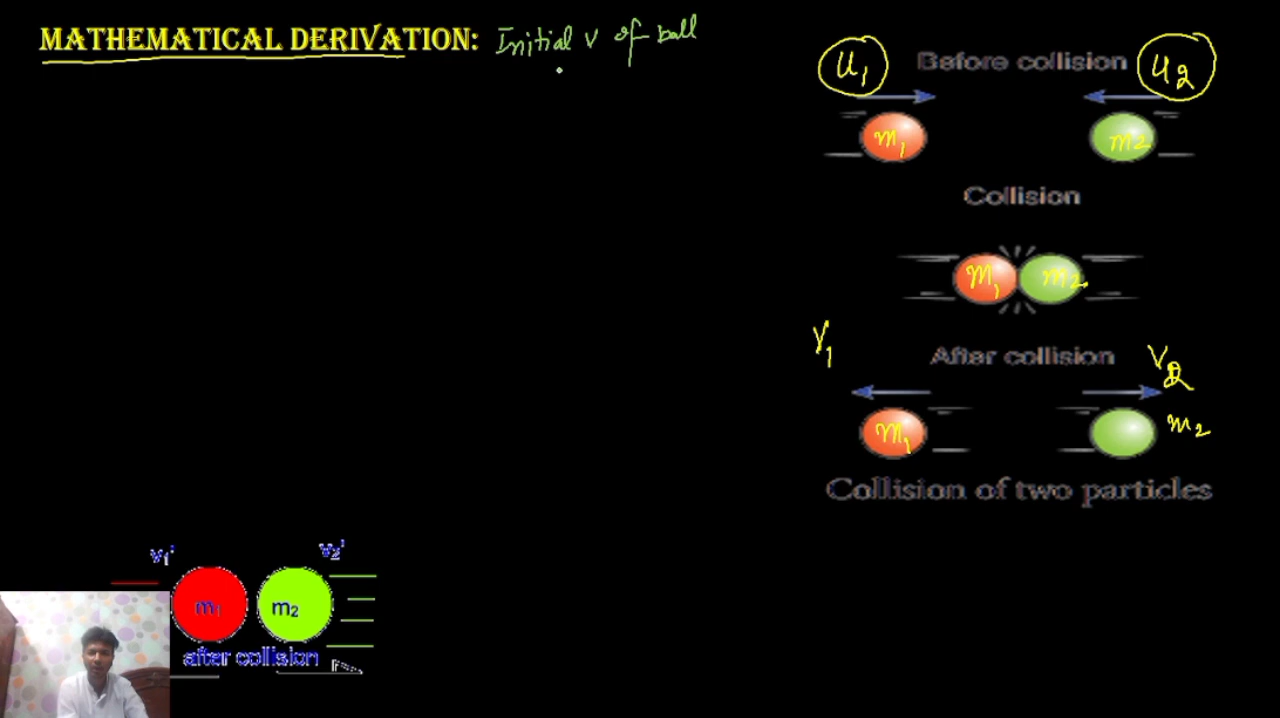 MATHEMATICAL DERIVATION: Initial v of ball
u1 Before collision u2
m1 m2
Collision
m1 m2
V1 After collision V2
m1 m2
Collision of two particles
v1' v2'
m1 m2
after collision